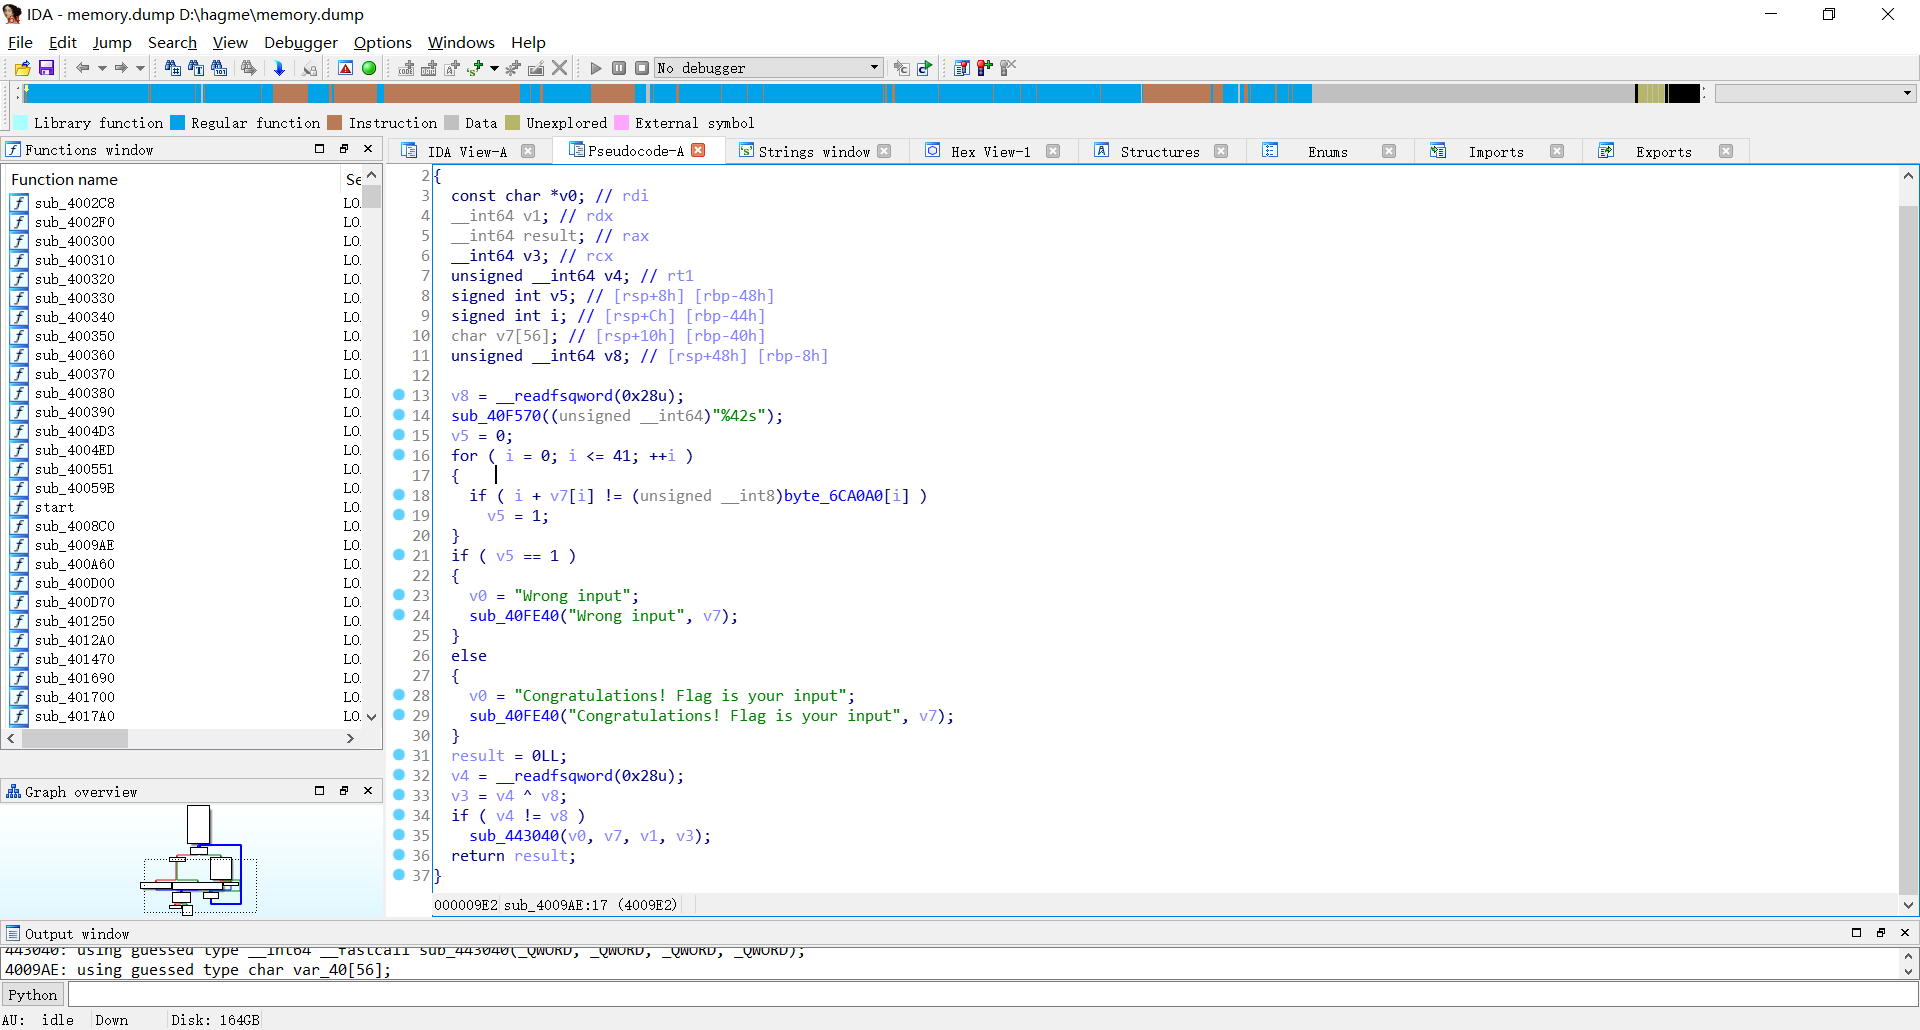 IDA - memory.dump D:\hagme\memory.dump
File Edit Jump Search View Debugger Options Windows Help
No debugger
Library function Regular function Instruction Data Unexplored External symbol
Functions window
IDA View-A Pseudocode-A Strings window Hex View-1 Structures Enums Imports Exports
Function name Se
sub_4002C8 LO.
sub_4002F0 LO.
sub_400300 LO.
sub_400310 LO.
sub_400320 LO.
sub_400330 LO.
sub_400340 LO.
sub_400350 LO.
sub_400360 LO.
sub_400370 LO.
sub_400380 LO.
sub_400390 LO.
sub_4004D3 LO.
sub_4004ED LO.
sub_400551 LO.
sub_40059B LO.
start LO.
sub_4008C0 LO.
sub_4009AE LO.
sub_400A60 LO.
sub_400D00 LO.
sub_400D70 LO.
sub_401250 LO.
sub_4012A0 LO.
sub_401470 LO.
sub_401690 LO.
sub_401700 LO.
sub_4017A0 LO.
Graph overview
2 {
3 const char *v0; // rdi
4 __int64 v1; // rdx
5 __int64 result; // rax
6 __int64 v3; // rcx
7 unsigned __int64 v4; // rt1
8 signed int v5; // [rsp+8h] [rbp-48h]
9 signed int i; // [rsp+Ch] [rbp-44h]
10 char v7[56]; // [rsp+10h] [rbp-40h]
11 unsigned __int64 v8; // [rsp+48h] [rbp-8h]
12
13 v8 = __readfsqword(0x28u);
14 sub_40F570((unsigned __int64)"%42s");
15 v5 = 0;
16 for ( i = 0; i <= 41; ++i )
17 {
18 if ( i + v7[i] != (unsigned __int8)byte_6CA0A0[i] )
19 v5 = 1;
20 }
21 if ( v5 == 1 )
22 {
23 v0 = "Wrong input";
24 sub_40FE40("Wrong input", v7);
25 }
26 else
27 {
28 v0 = "Congratulations! Flag is your input";
29 sub_40FE40("Congratulations! Flag is your input", v7);
30 }
31 result = 0LL;
32 v4 = __readfsqword(0x28u);
33 v3 = v4 ^ v8;
34 if ( v4 != v8 )
35 sub_443040(v0, v7, v1, v3);
36 return result;
37 }
000009E2 sub_4009AE:17 (4009E2)
Output window
443040: using guessed type __int64 __fastcall sub_443040(_QWORD, _QWORD, _QWORD, _QWORD);
4009AE: using guessed type char var_40[56];
Python
AU: idle Down Disk: 164GB